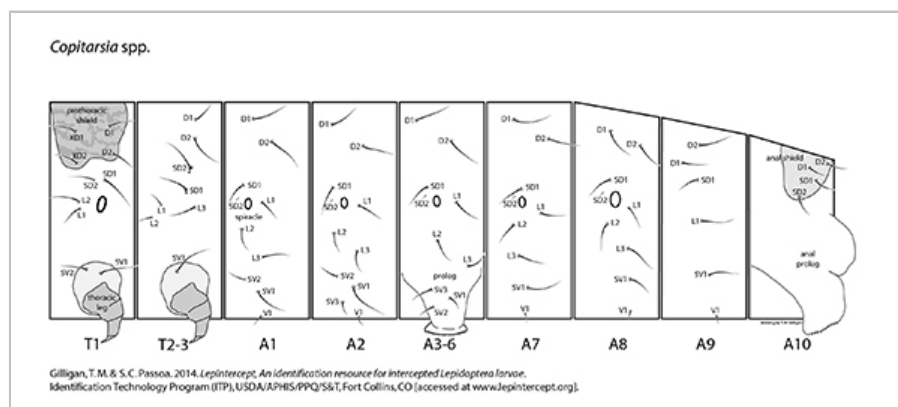 Copitarsia spp.
prothoracic
shield
D1
XD1
XD2
D2
SD1
SD2
L2
L1
SV2
SV1
thoracic
leg
T1
D1
D2
SD2
SD1
L1
L3
L2
SV1
T2-3
D1
D2
SD1
SD2
L1
spiracle
L2
L3
SV2
SV1
V1
A1
D1
D2
SD1
SD2
L1
L2
L3
SV2
SV3
SV1
V1
A2
D1
D2
SD1
SD2
L1
L2
L3
proleg
SV3
SV1
SV2
A3-6
D1
D2
SD1
SD2
L1
L2
L3
SV1
V1
A7
D1
D2
SD1
SD2
L1
L2
L3
SV1
V1
A8
D2
D1
SD1
L1
SV1
V1
A9
anal shield
D2
D1
SD1
SD2
anal
proleg
A10
Gilligan, T.M. & S.C. Passoa. 2014. LepIntercept, An identification resource for intercepted Lepidoptera larvae.
Identification Technology Program (ITP), USDA/APHIS/PPQ/S&T, Fort Collins, CO [accessed at www.lepintercept.org].